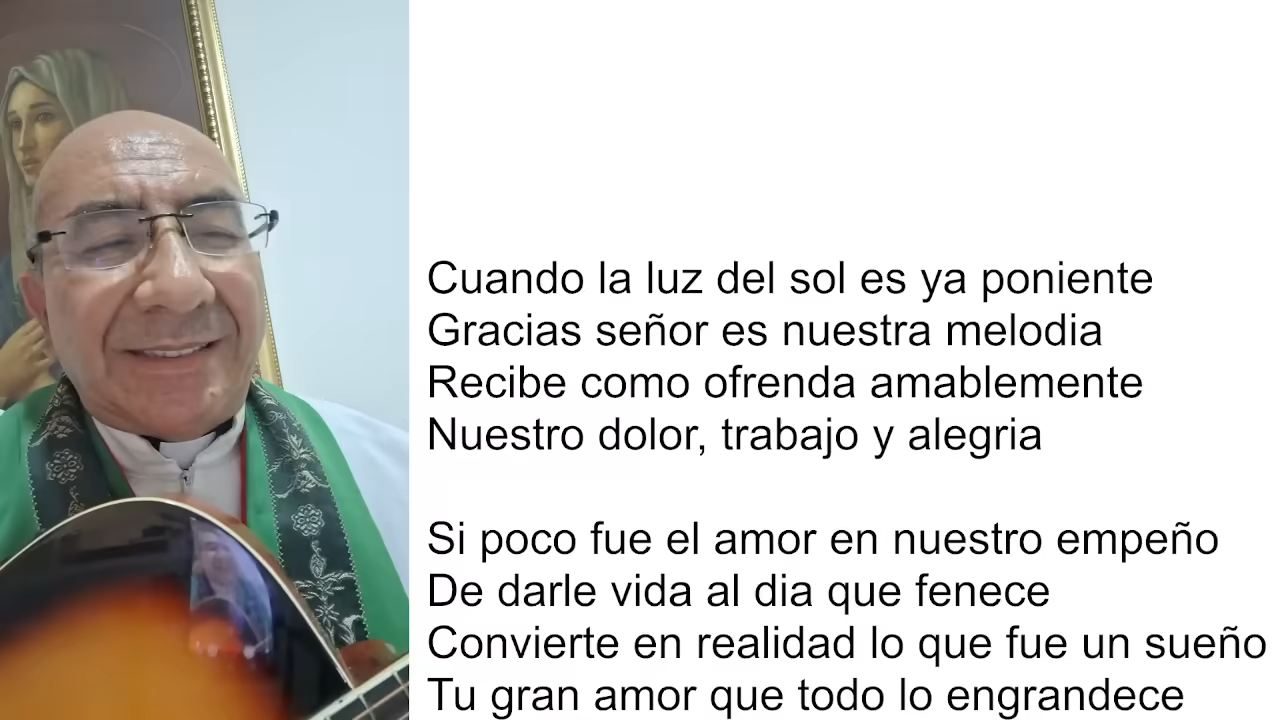 Cuando la luz del sol es ya poniente
Gracias señor es nuestra melodia
Recibe como ofrenda amablemente
Nuestro dolor, trabajo y alegria
Si poco fue el amor en nuestro empeño
De darle vida al dia que fenece
Convierte en realidad lo que fue un sueño
Tu gran amor que todo lo engrandece